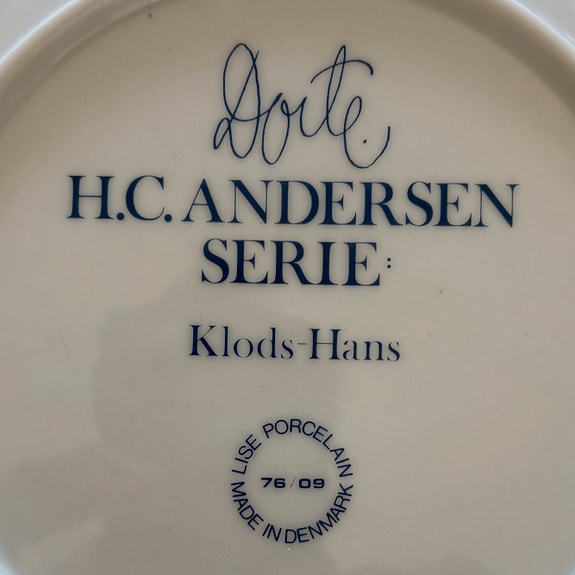 Dorte.
H.C. ANDERSEN
SERIE:
Klods-Hans
LISE PORCELAIN
76/09
MADE IN DENMARK